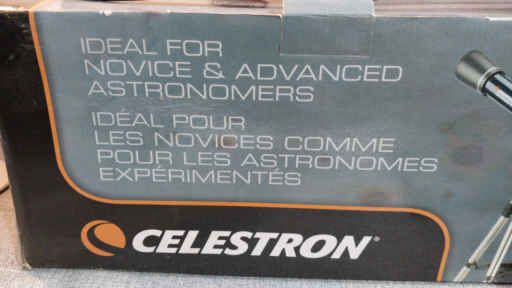 IDEAL FOR
NOVICE & ADVANCED
ASTRONOMERS
IDÉAL POUR
LES NOVICES COMME
POUR LES ASTRONOMES
EXPÉRIMENTÉS
CELESTRON®